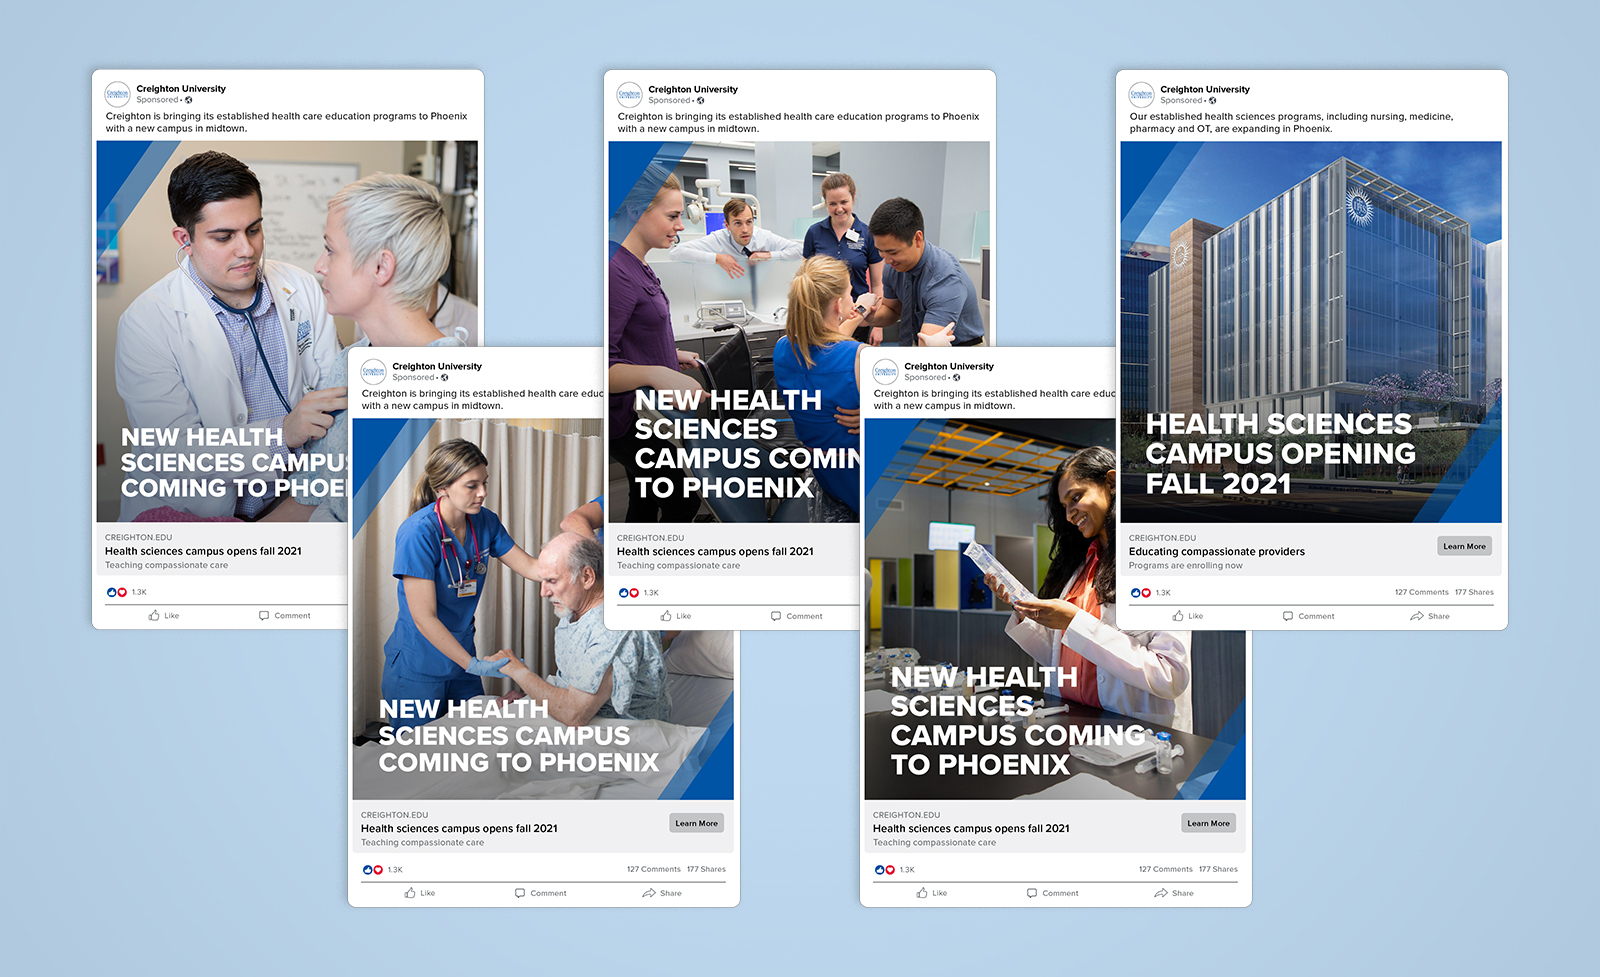 Creighton University
Sponsored •
Creighton is bringing its established health care education programs to Phoenix
with a new campus in midtown.
NEW HEALTH
SCIENCES CAMPUS
COMING TO PHOEN
CREIGHTON.EDU
Health sciences campus opens fall 2021
Teaching compassionate care
1.3K
Like
Comment
Creighton University
Sponsored •
Creighton is bringing its established health care educ
with a new campus in midtown.
NEW HEALTH
SCIENCES CAMPUS
COMING TO PHOENIX
CREIGHTON.EDU
Health sciences campus opens fall 2021
Teaching compassionate care
Learn More
1.3K
127 Comments 177 Shares
Like
Comment
Share
Creighton University
Sponsored •
Creighton is bringing its established health care education programs to Phoenix
with a new campus in midtown.
NEW HEALTH
SCIENCES
CAMPUS COMIN
TO PHOENIX
CREIGHTON.EDU
Health sciences campus opens fall 2021
Teaching compassionate care
1.3K
Like
Comment
Creighton University
Sponsored •
Creighton is bringing its established health care educ
with a new campus in midtown.
NEW HEALTH
SCIENCES
CAMPUS COMING
TO PHOENIX
CREIGHTON.EDU
Health sciences campus opens fall 2021
Teaching compassionate care
Learn More
1.3K
127 Comments 177 Shares
Like
Comment
Share
Creighton University
Sponsored •
Our established health sciences programs, including nursing, medicine,
pharmacy and OT, are expanding in Phoenix.
HEALTH SCIENCES
CAMPUS OPENING
FALL 2021
CREIGHTON.EDU
Educating compassionate providers
Programs are enrolling now
Learn More
1.3K
127 Comments 177 Shares
Like
Comment
Share